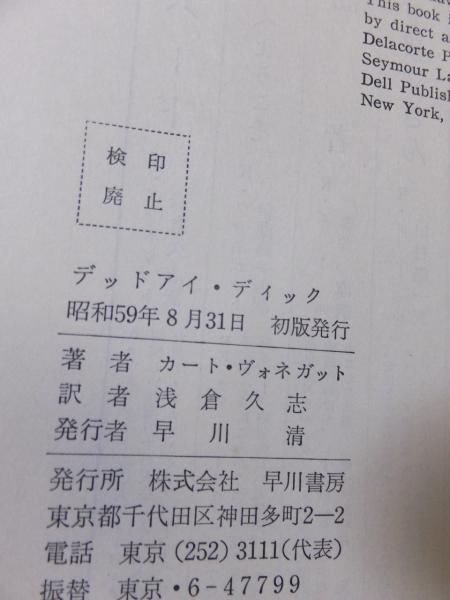 This book
by direct a
Delacorte P
Seymour La
Dell Publish
New York,
検印
廃止
デッドアイ・ディック
昭和59年8月31日 初版発行
著者 カート・ヴォネガット
訳者 浅倉久志
発行者 早川清
発行所 株式会社 早川書房
東京都千代田区神田多町2―2
電話 東京(252)3111(代表)
振替 東京・6-47799